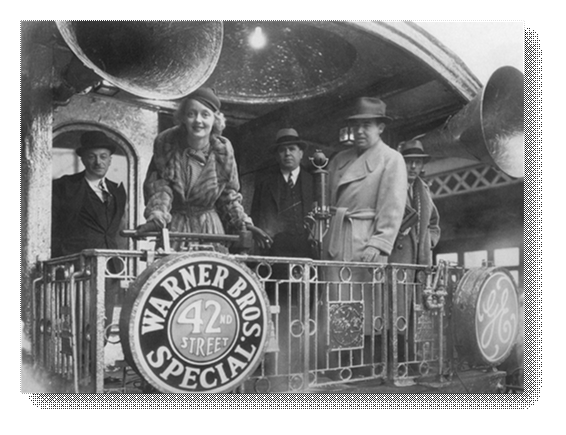 WARNER BROS.
42ND
STREET
SPECIAL
GE